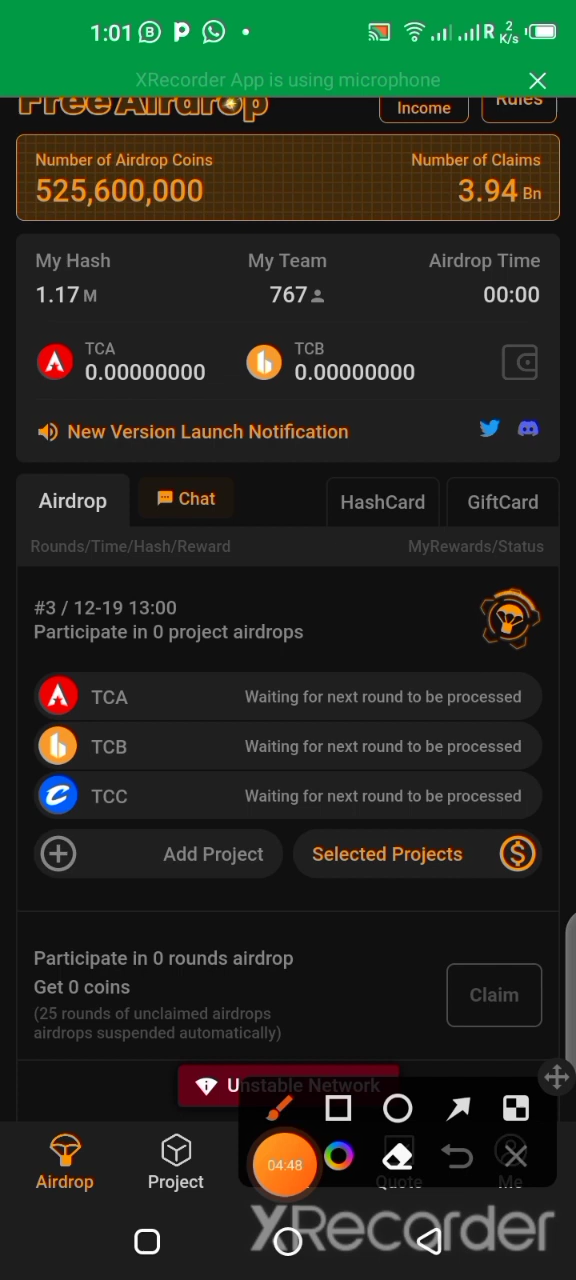 1:01
R 2 K/s
XRecorder App is using microphone
Free Airdrop
Income
Rules
Number of Airdrop Coins
Number of Claims
525,600,000
3.94 Bn
My Hash
My Team
Airdrop Time
1.17 M
767
00:00
TCA
0.00000000
TCB
0.00000000
New Version Launch Notification
Airdrop
Chat
HashCard
GiftCard
Rounds/Time/Hash/Reward
MyRewards/Status
#3 / 12-19 13:00
Participate in 0 project airdrops
TCA
Waiting for next round to be processed
TCB
Waiting for next round to be processed
TCC
Waiting for next round to be processed
Add Project
Selected Projects
Participate in 0 rounds airdrop
Get 0 coins
(25 rounds of unclaimed airdrops
airdrops suspended automatically)
Claim
Unstable Network
04:48
Airdrop
Project
Quote
Me
XRecorder